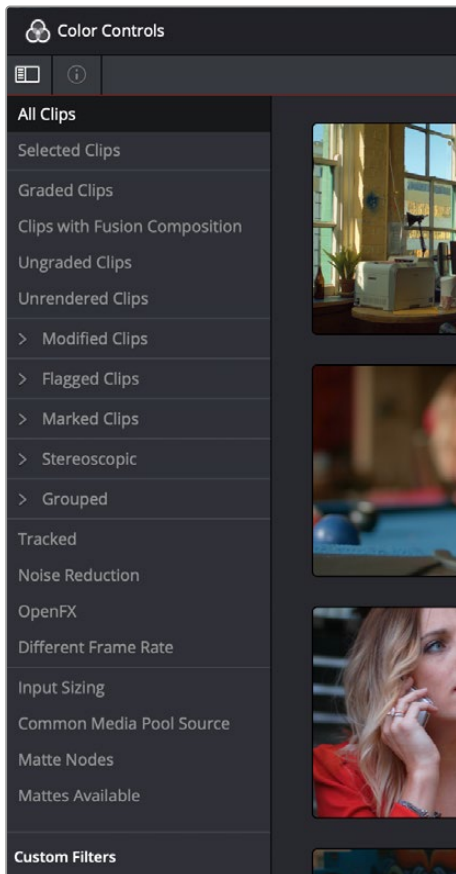 Color Controls
All Clips
Selected Clips
Graded Clips
Clips with Fusion Composition
Ungraded Clips
Unrendered Clips
> Modified Clips
> Flagged Clips
> Marked Clips
> Stereoscopic
> Grouped
Tracked
Noise Reduction
OpenFX
Different Frame Rate
Input Sizing
Common Media Pool Source
Matte Nodes
Mattes Available
Custom Filters